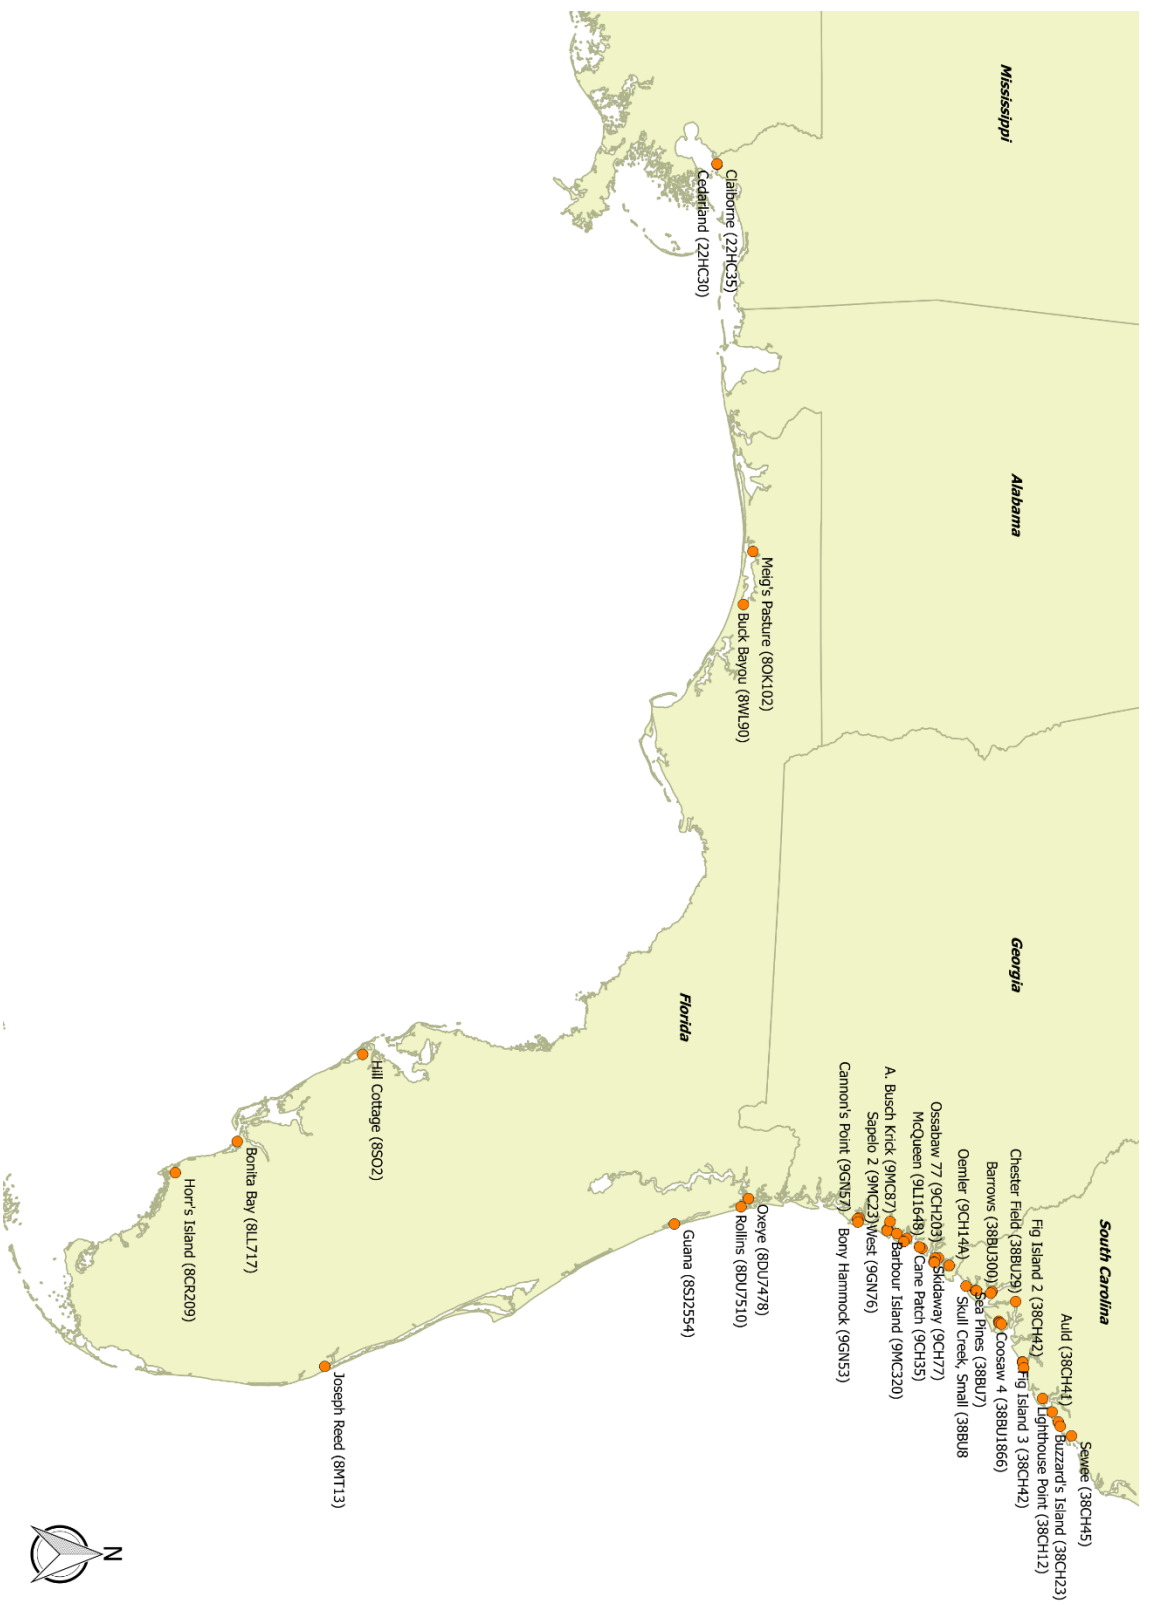 Mississippi
Alabama
Georgia
South Carolina
Florida
Claiborne (22HC35)
Cedarland (22HC30)
Meig's Pasture (8OK102)
Buck Bayou (8WL90)
Sewee (38CH45)
Auld (38CH41)
Buzzard's Island (38CH23)
Lighthouse Point (38CH12)
Fig Island 2 (38CH42)
Fig Island 3 (38CH42)
Chester Field (38BU29)
Coosaw 4 (38BU1866)
Barrows (38BU300)
Sea Pines (38BU7)
Skull Creek, Small (38BU8
Oemler (9CH14A)
Skidaway (9CH77)
Ossabaw 77 (9CH203)
Cane Patch (9CH35)
McQueen (9LI1648)
Barbour Island (9MC320)
A. Busch Krick (9MC87)
Sapelo 2 (9MC23)
West (9GN76)
Cannon's Point (9GN57)
Bony Hammock (9GN53)
Oxeye (8DU7478)
Rollins (8DU7510)
Guana (8SJ2554)
Hill Cottage (8SO2)
Joseph Reed (8MT13)
Bonita Bay (8LL717)
Horr's Island (8CR209)
N